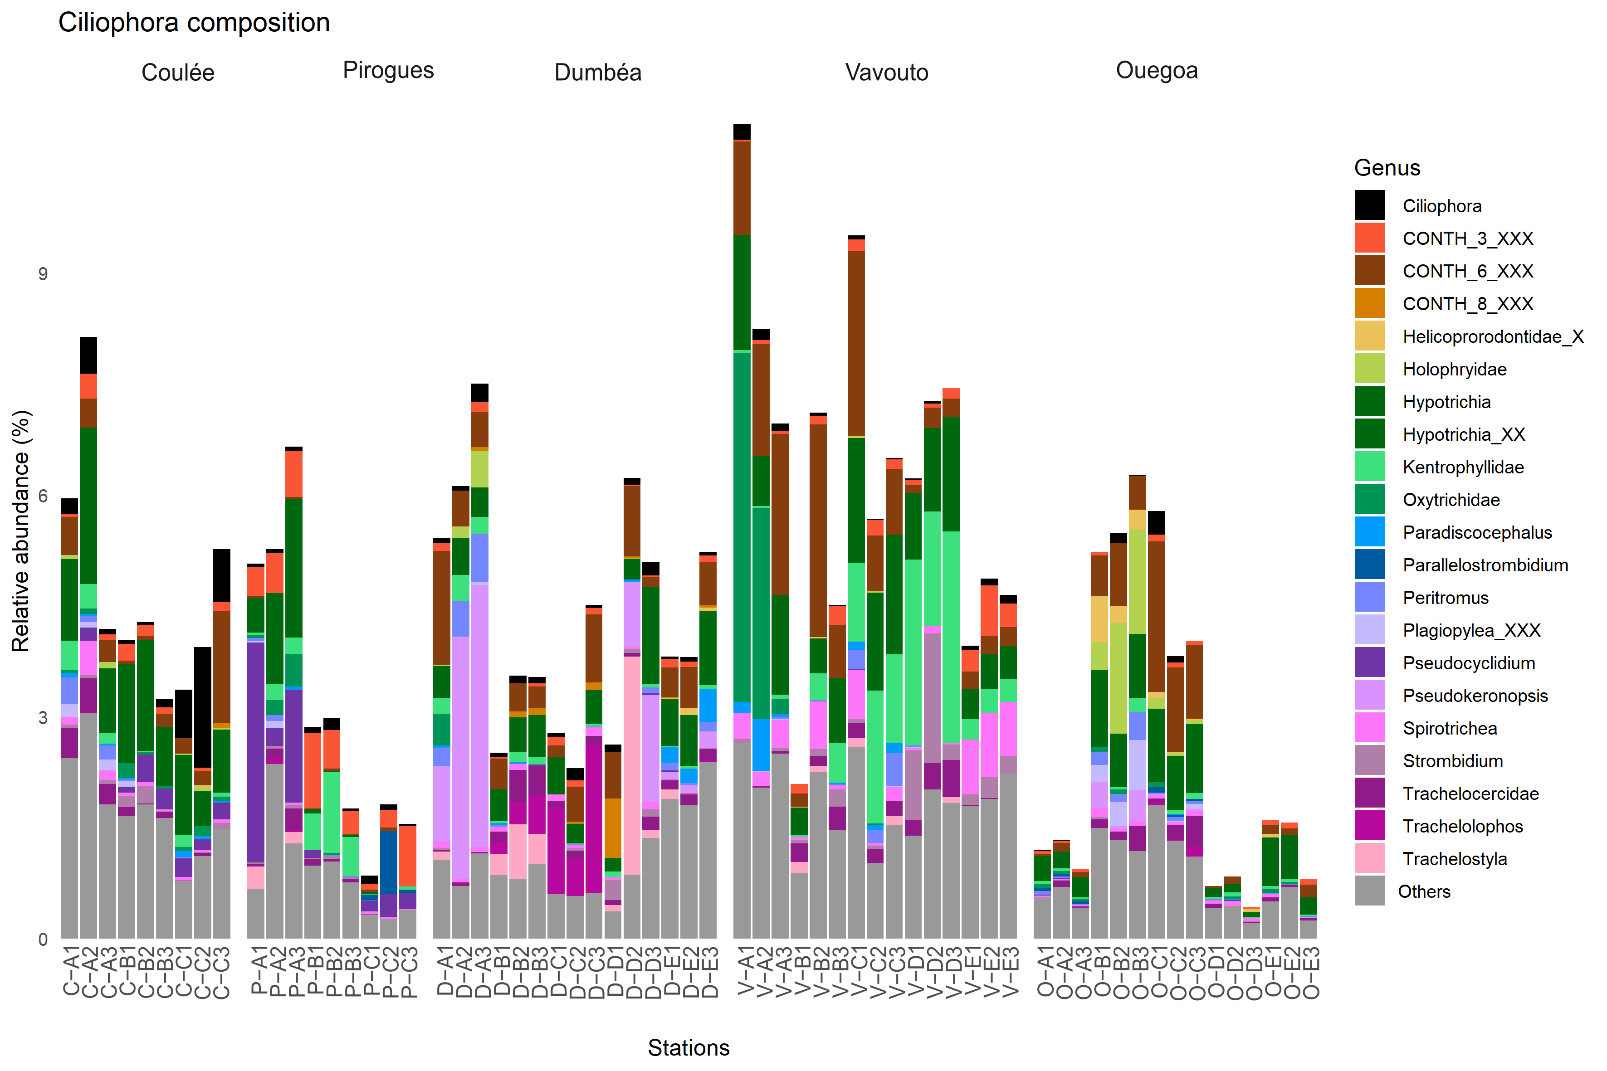 Ciliophora composition
Coulée
Pirogues
Dumbéa
Vavouto
Ouegoa
Relative abundance (%)
9
6
3
0
C−A1
C−A2
C−A3
C−B1
C−B2
C−B3
C−C1
C−C2
C−C3
P−A1
P−A2
P−A3
P−B1
P−B2
P−B3
P−C1
P−C2
P−C3
D−A1
D−A2
D−A3
D−B1
D−B2
D−B3
D−C1
D−C2
D−C3
D−D1
D−D2
D−D3
D−E1
D−E2
D−E3
V−A1
V−A2
V−A3
V−B1
V−B2
V−B3
V−C1
V−C2
V−C3
V−D1
V−D2
V−D3
V−E1
V−E2
V−E3
O−A1
O−A2
O−A3
O−B1
O−B2
O−B3
O−C1
O−C2
O−C3
O−D1
O−D2
O−D3
O−E1
O−E2
O−E3
Stations
Genus
Ciliophora
CONTH_3_XXX
CONTH_6_XXX
CONTH_8_XXX
Helicoprorodontidae_X
Holophryidae
Hypotrichia
Hypotrichia_XX
Kentrophyllidae
Oxytrichidae
Paradiscocephalus
Parallelostrombidium
Peritromus
Plagiopylea_XXX
Pseudocyclidium
Pseudokeronopsis
Spirotrichea
Strombidium
Trachelocercidae
Trachelolophos
Trachelostyla
Others